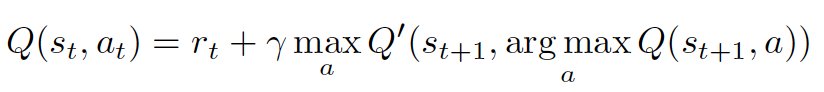 Q(s_t, a_t) = r_t + γ max_a Q′(s_{t+1}, arg max_a Q(s_{t+1}, a))